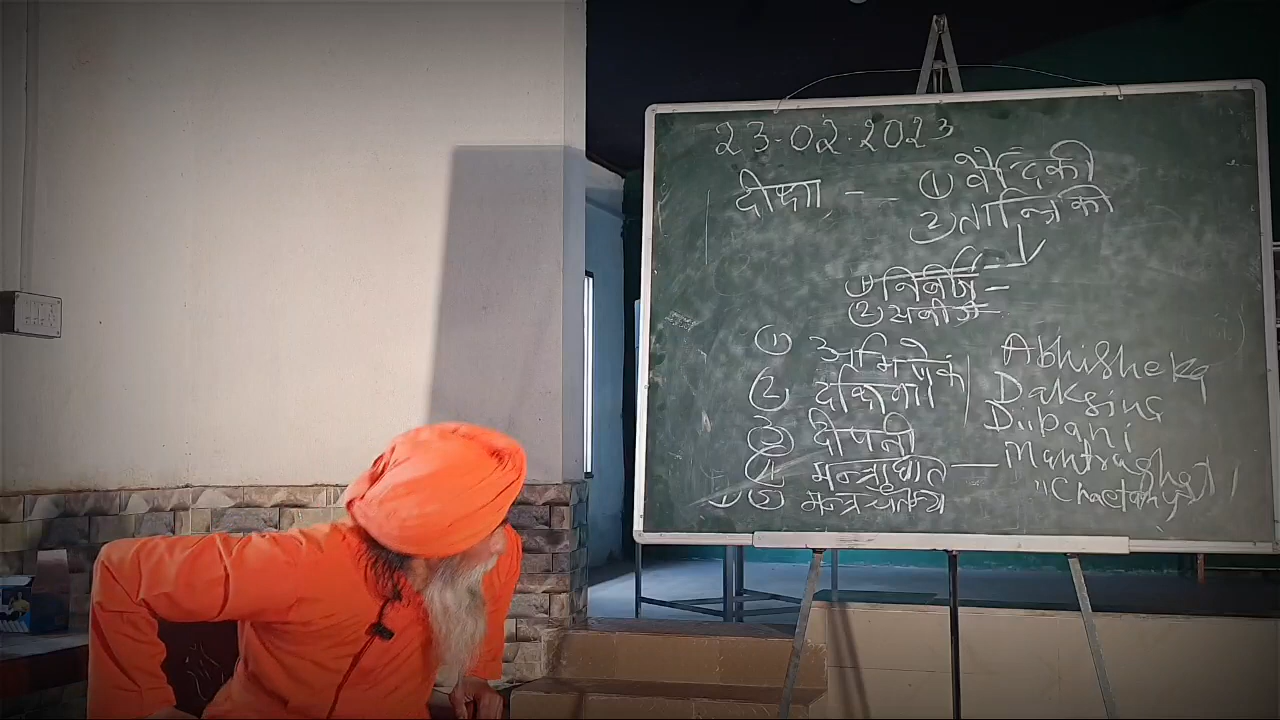 23-02-2023
दीक्षा -- ① वैदिकी
② तान्त्रिकी
① निर्बीज -
② सबीज -
① अभिषेक Abhisheka
② दक्षिणा Daksina
③ दीपनी Dipani
④ मन्त्राघात — Mantraghat
⑤ मन्त्रचैतन्य " Chaetanya